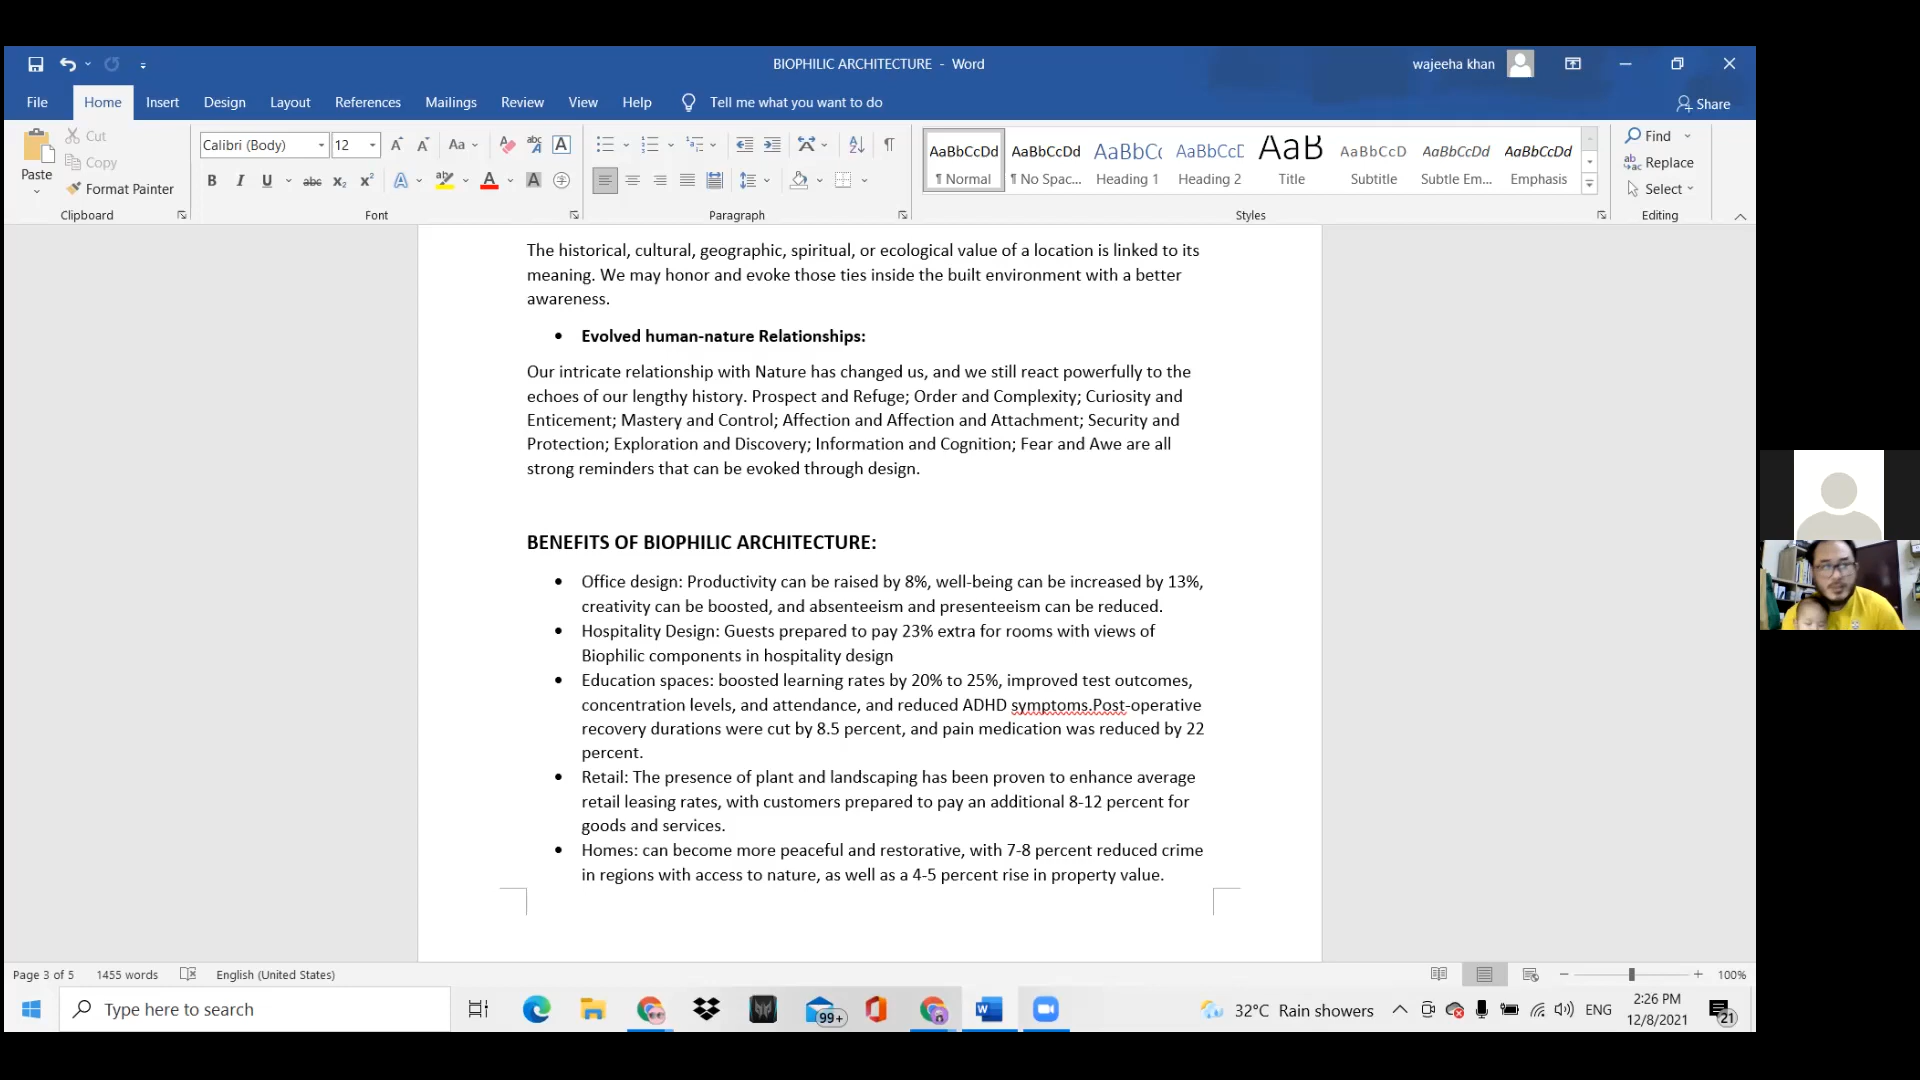 BIOPHILIC ARCHITECTURE - Word
wajeeha khan
File Home Insert Design Layout References Mailings Review View Help Tell me what you want to do
Share
Paste
Cut
Copy
Format Painter
Clipboard
Calibri (Body) 12
Font
Paragraph
AaBbCcDd AaBbCcDd AaBbC AaBbCcD AaB AaBbCcD AaBbCcDd AaBbCcDd
¶ Normal ¶ No Spac... Heading 1 Heading 2 Title Subtitle Subtle Em... Emphasis
Styles
Find
Replace
Select
Editing
The historical, cultural, geographic, spiritual, or ecological value of a location is linked to its
meaning. We may honor and evoke those ties inside the built environment with a better
awareness.
• Evolved human-nature Relationships:
Our intricate relationship with Nature has changed us, and we still react powerfully to the
echoes of our lengthy history. Prospect and Refuge; Order and Complexity; Curiosity and
Enticement; Mastery and Control; Affection and Affection and Attachment; Security and
Protection; Exploration and Discovery; Information and Cognition; Fear and Awe are all
strong reminders that can be evoked through design.
BENEFITS OF BIOPHILIC ARCHITECTURE:
• Office design: Productivity can be raised by 8%, well-being can be increased by 13%,
creativity can be boosted, and absenteeism and presenteeism can be reduced.
• Hospitality Design: Guests prepared to pay 23% extra for rooms with views of
Biophilic components in hospitality design
• Education spaces: boosted learning rates by 20% to 25%, improved test outcomes,
concentration levels, and attendance, and reduced ADHD symptoms.Post-operative
recovery durations were cut by 8.5 percent, and pain medication was reduced by 22
percent.
• Retail: The presence of plant and landscaping has been proven to enhance average
retail leasing rates, with customers prepared to pay an additional 8-12 percent for
goods and services.
• Homes: can become more peaceful and restorative, with 7-8 percent reduced crime
in regions with access to nature, as well as a 4-5 percent rise in property value.
Page 3 of 5 1455 words English (United States) 100%
Type here to search
99+
32°C Rain showers
ENG
2:26 PM
12/8/2021
21